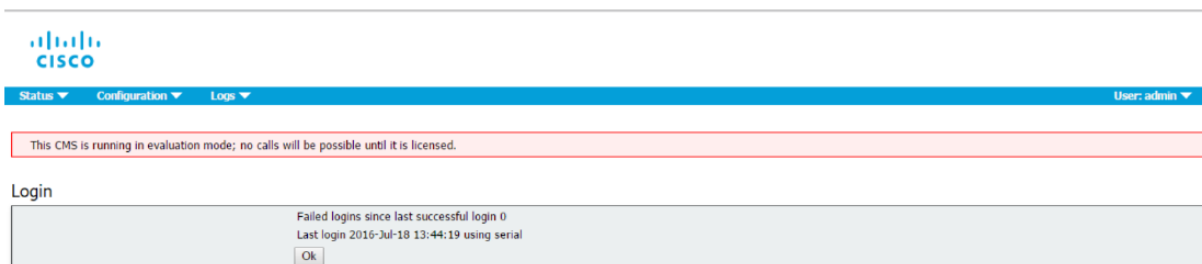 CISCO
Status Configuration Logs User: admin
This CMS is running in evaluation mode; no calls will be possible until it is licensed.
Login
Failed logins since last successful login 0
Last login 2016-Jul-18 13:44:19 using serial
Ok